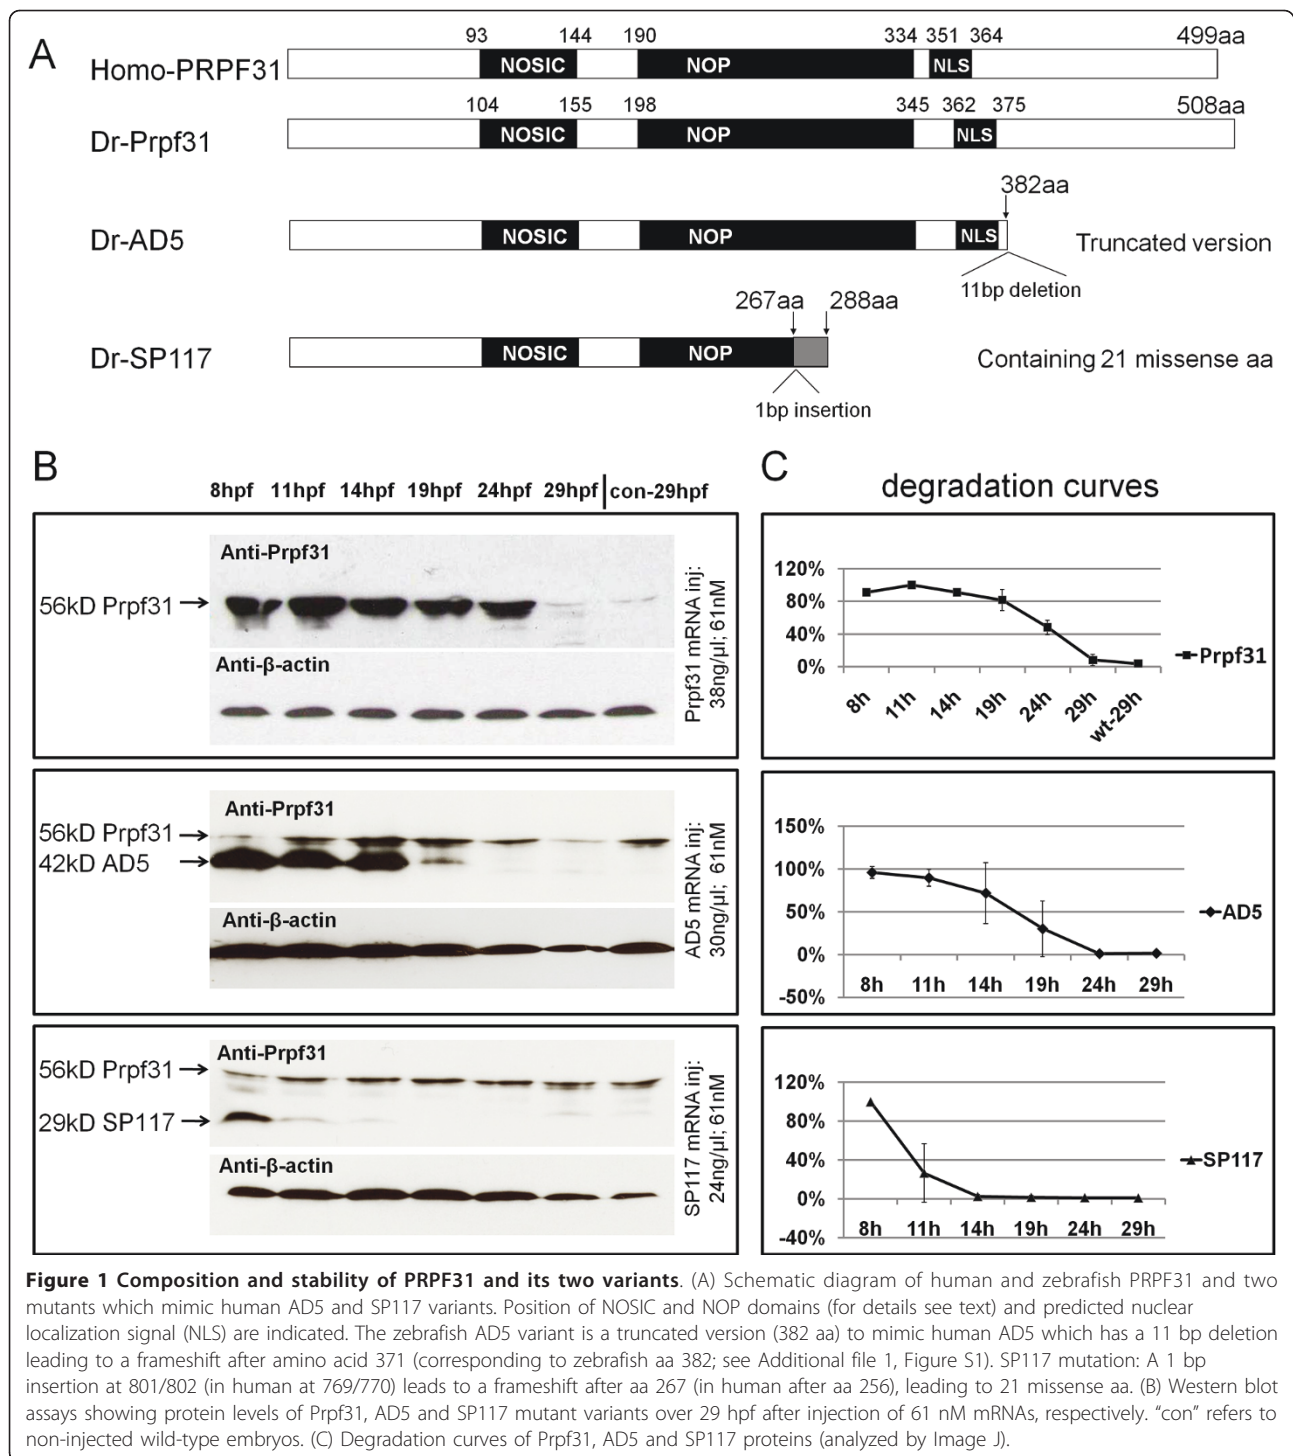 A
93 144 190 334 351 364 499aa
Homo-PRPF31 NOSIC NOP NLS
104 155 198 345 362 375 508aa
Dr-Prpf31 NOSIC NOP NLS
382aa
Dr-AD5 NOSIC NOP NLS Truncated version
11bp deletion
267aa 288aa
Dr-SP117 NOSIC NOP Containing 21 missense aa
1bp insertion
B
8hpf 11hpf 14hpf 19hpf 24hpf 29hpf con-29hpf
Anti-Prpf31
56kD Prpf31
Anti-β-actin
Prpf31 mRNA inj:
38ng/µl; 61nM
Anti-Prpf31
56kD Prpf31
42kD AD5
Anti-β-actin
AD5 mRNA inj:
30ng/µl; 61nM
Anti-Prpf31
56kD Prpf31
29kD SP117
Anti-β-actin
SP117 mRNA inj:
24ng/µl; 61nM
C
degradation curves
120%
80%
40%
0%
8h 11h 14h 19h 24h 29h wt-29h
Prpf31
150%
100%
50%
0%
-50%
8h 11h 14h 19h 24h 29h
AD5
120%
80%
40%
0%
-40%
8h 11h 14h 19h 24h 29h
SP117
Figure 1 Composition and stability of PRPF31 and its two variants. (A) Schematic diagram of human and zebrafish PRPF31 and two
mutants which mimic human AD5 and SP117 variants. Position of NOSIC and NOP domains (for details see text) and predicted nuclear
localization signal (NLS) are indicated. The zebrafish AD5 variant is a truncated version (382 aa) to mimic human AD5 which has a 11 bp deletion
leading to a frameshift after amino acid 371 (corresponding to zebrafish aa 382; see Additional file 1, Figure S1). SP117 mutation: A 1 bp
insertion at 801/802 (in human at 769/770) leads to a frameshift after aa 267 (in human after aa 256), leading to 21 missense aa. (B) Western blot
assays showing protein levels of Prpf31, AD5 and SP117 mutant variants over 29 hpf after injection of 61 nM mRNAs, respectively. “con” refers to
non-injected wild-type embryos. (C) Degradation curves of Prpf31, AD5 and SP117 proteins (analyzed by Image J).